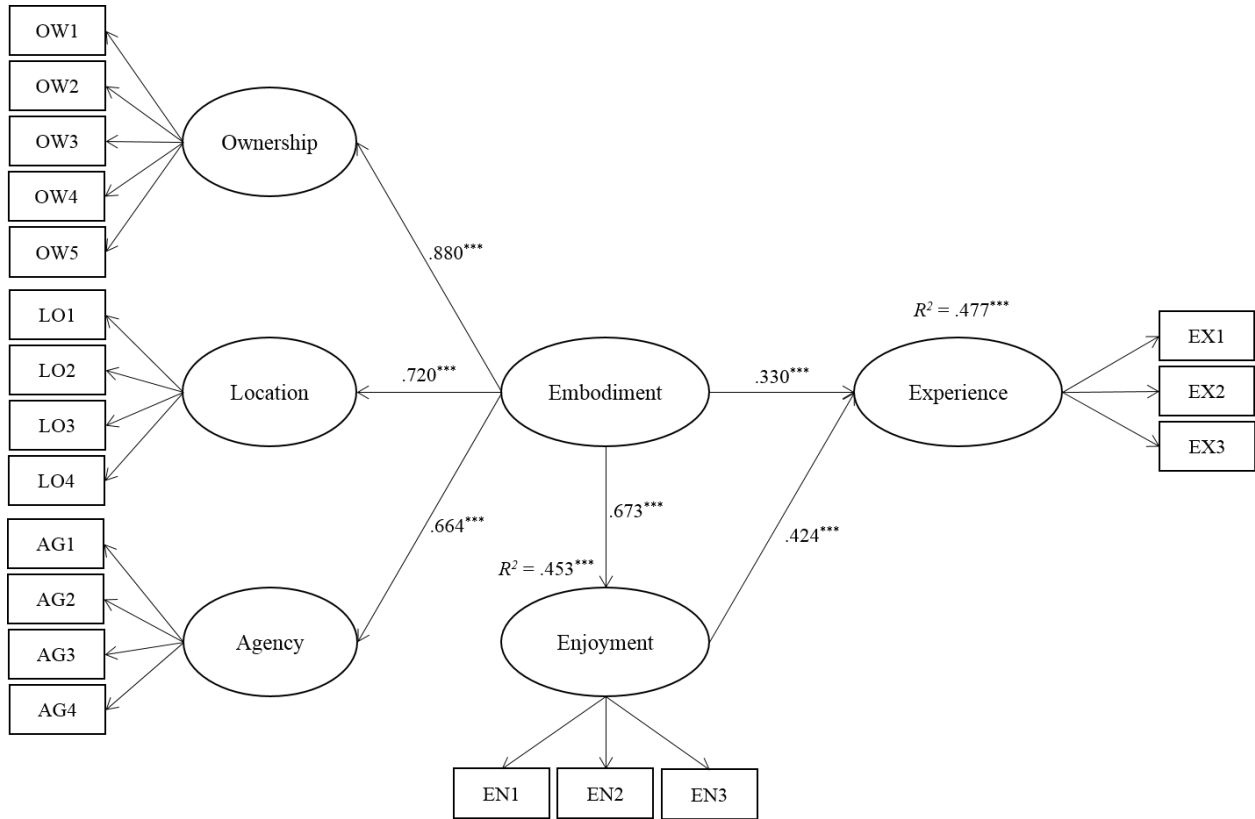 OW1
OW2
OW3
OW4
OW5
Ownership
.880***
LO1
LO2
LO3
LO4
Location
.720***
Embodiment
.330***
R² = .477***
Experience
EX1
EX2
EX3
.664***
.673***
.424***
AG1
AG2
AG3
AG4
Agency
R² = .453***
Enjoyment
EN1
EN2
EN3